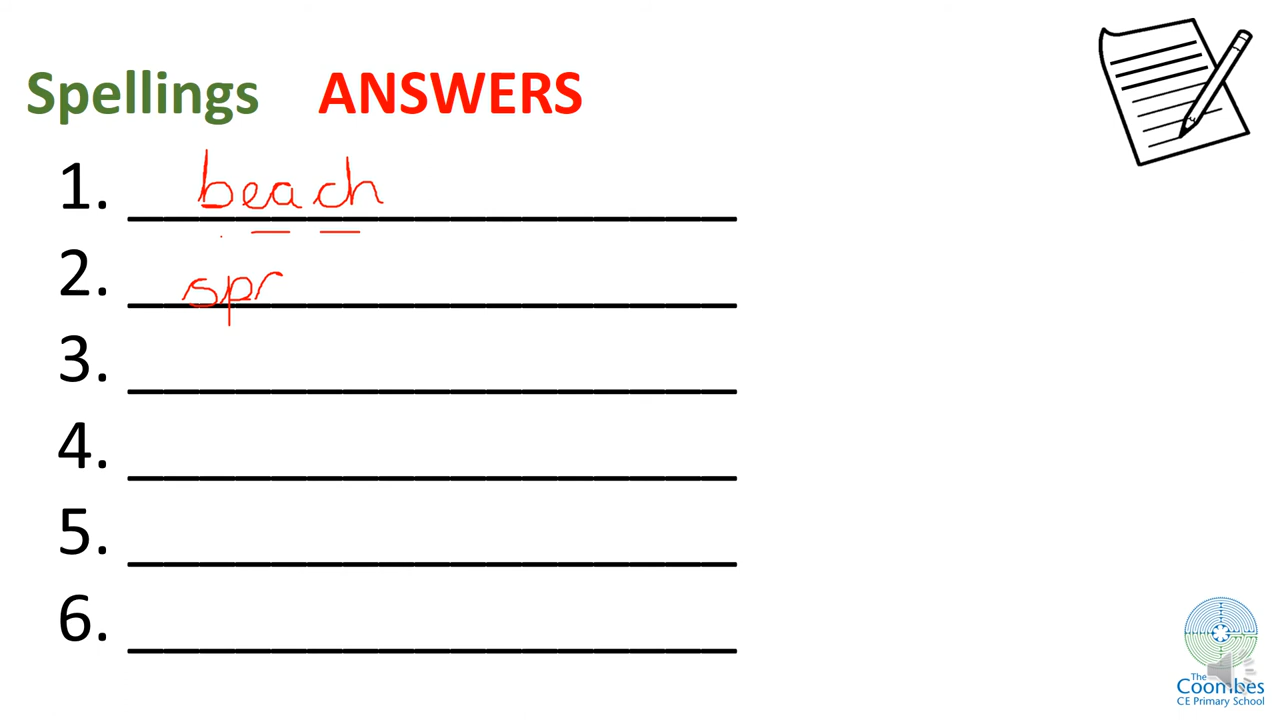 Spellings ANSWERS
1. beach
2. spr
3.
4.
5.
6.
The
Coombes
CE Primary School